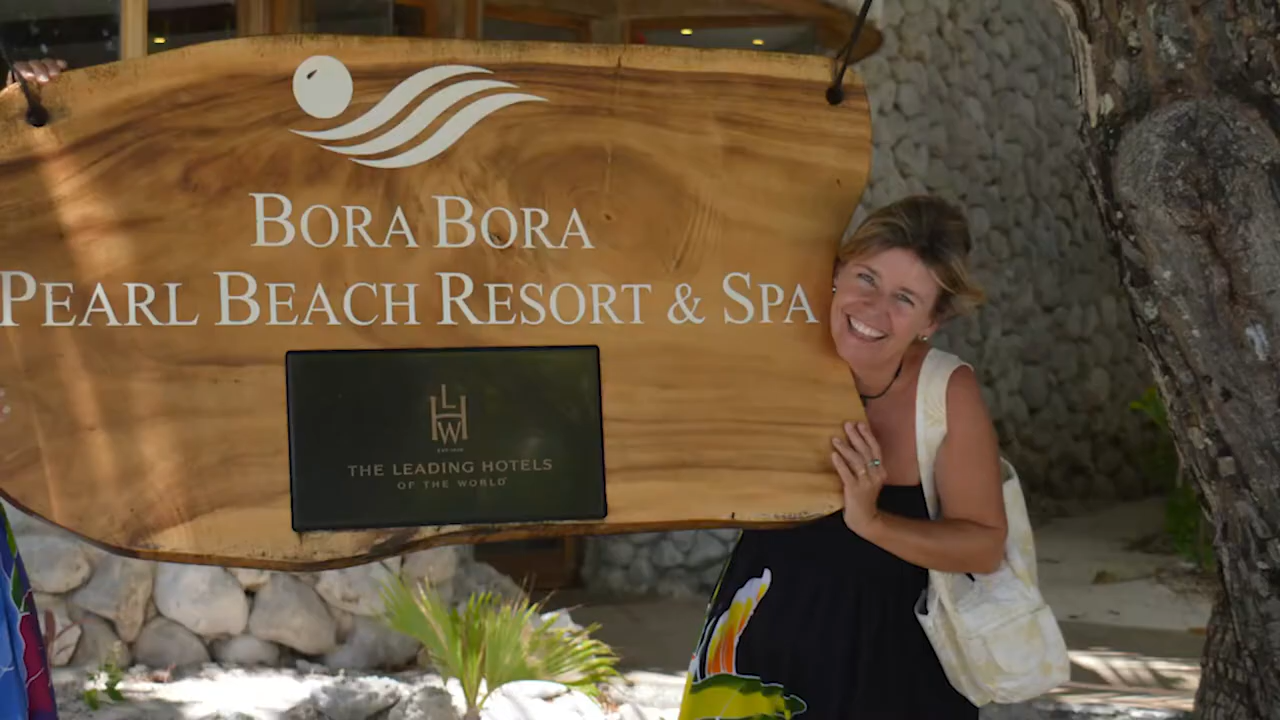 BORA BORA
PEARL BEACH RESORT & SPA
LHW
THE LEADING HOTELS
OF THE WORLD